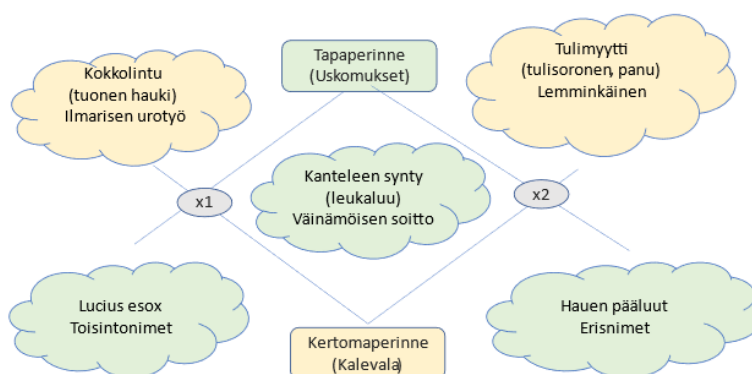 Kokkolintu
(tuonen hauki)
Ilmarisen urotyö
Tapaperinne
(Uskomukset)
Tulimyytti
(tulisoronen, panu)
Lemminkäinen
x1
Kanteleen synty
(leukaluu)
Väinämöisen soitto
x2
Lucius esox
Toisintonimet
Kertomaperinne
(Kalevala)
Hauen pääluut
Erisnimet